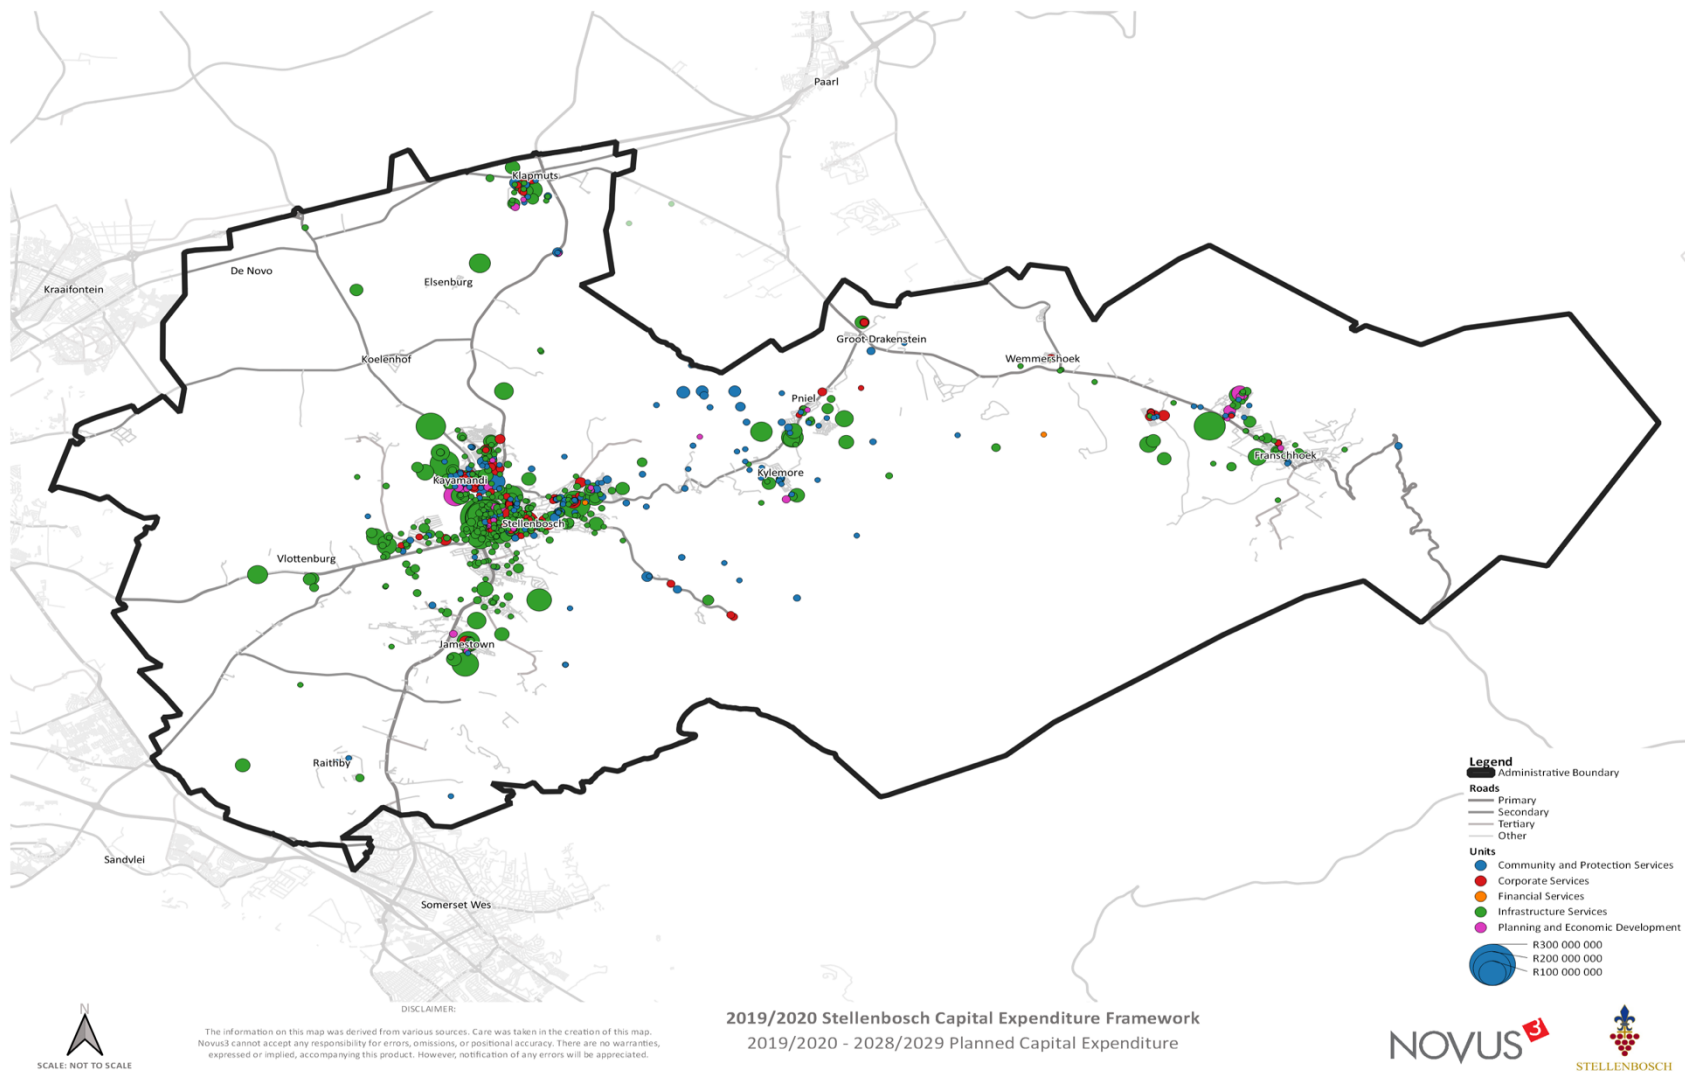 Paarl
Klapmuts
De Novo
Elsenburg
Kraaifontein
Koelenhof
Groot-Drakenstein
Wemmershoek
Pniel
Franschhoek
Kayamandi
Kylemore
Stellenbosch
Vlottenburg
Jamestown
Raithby
Sandvlei
Somerset Wes
Legend
Administrative Boundary
Roads
Primary
Secondary
Tertiary
Other
Units
Community and Protection Services
Corporate Services
Financial Services
Infrastructure Services
Planning and Economic Development
R300 000 000
R200 000 000
R100 000 000
N
SCALE: NOT TO SCALE
DISCLAIMER:
The information on this map was derived from various sources. Care was taken in the creation of this map.
Novus3 cannot accept any responsibility for errors, omissions, or positional accuracy. There are no warranties,
expressed or implied, accompanying this product. However, notification of any errors will be appreciated.
2019/2020 Stellenbosch Capital Expenditure Framework
2019/2020 - 2028/2029 Planned Capital Expenditure
NOVUS3
STELLENBOSCH